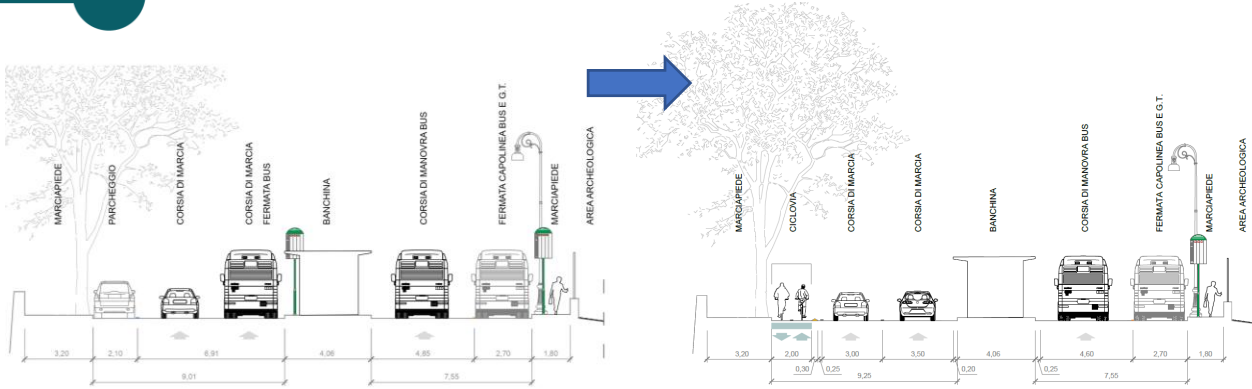 MARCIAPIEDE
PARCHEGGIO
CORSIA DI MARCIA
CORSIA DI MARCIA
FERMATA BUS
BANCHINA
CORSIA DI MANOVRA BUS
FERMATA CAPOLINEA BUS E G.T.
MARCIAPIEDE
AREA ARCHEOLOGICA
3,20
2,10
6,91
4,06
4,85
2,70
1,80
9,01
7,55
MARCIAPIEDE
CICLOVIA
CORSIA DI MARCIA
CORSIA DI MARCIA
BANCHINA
CORSIA DI MANOVRA BUS
FERMATA CAPOLINEA BUS E G.T.
MARCIAPIEDE
AREA ARCHEOLOGICA
3,20
2,00
3,00
3,50
4,06
4,60
2,70
1,80
0,30
0,25
9,25
0,20
0,25
7,55